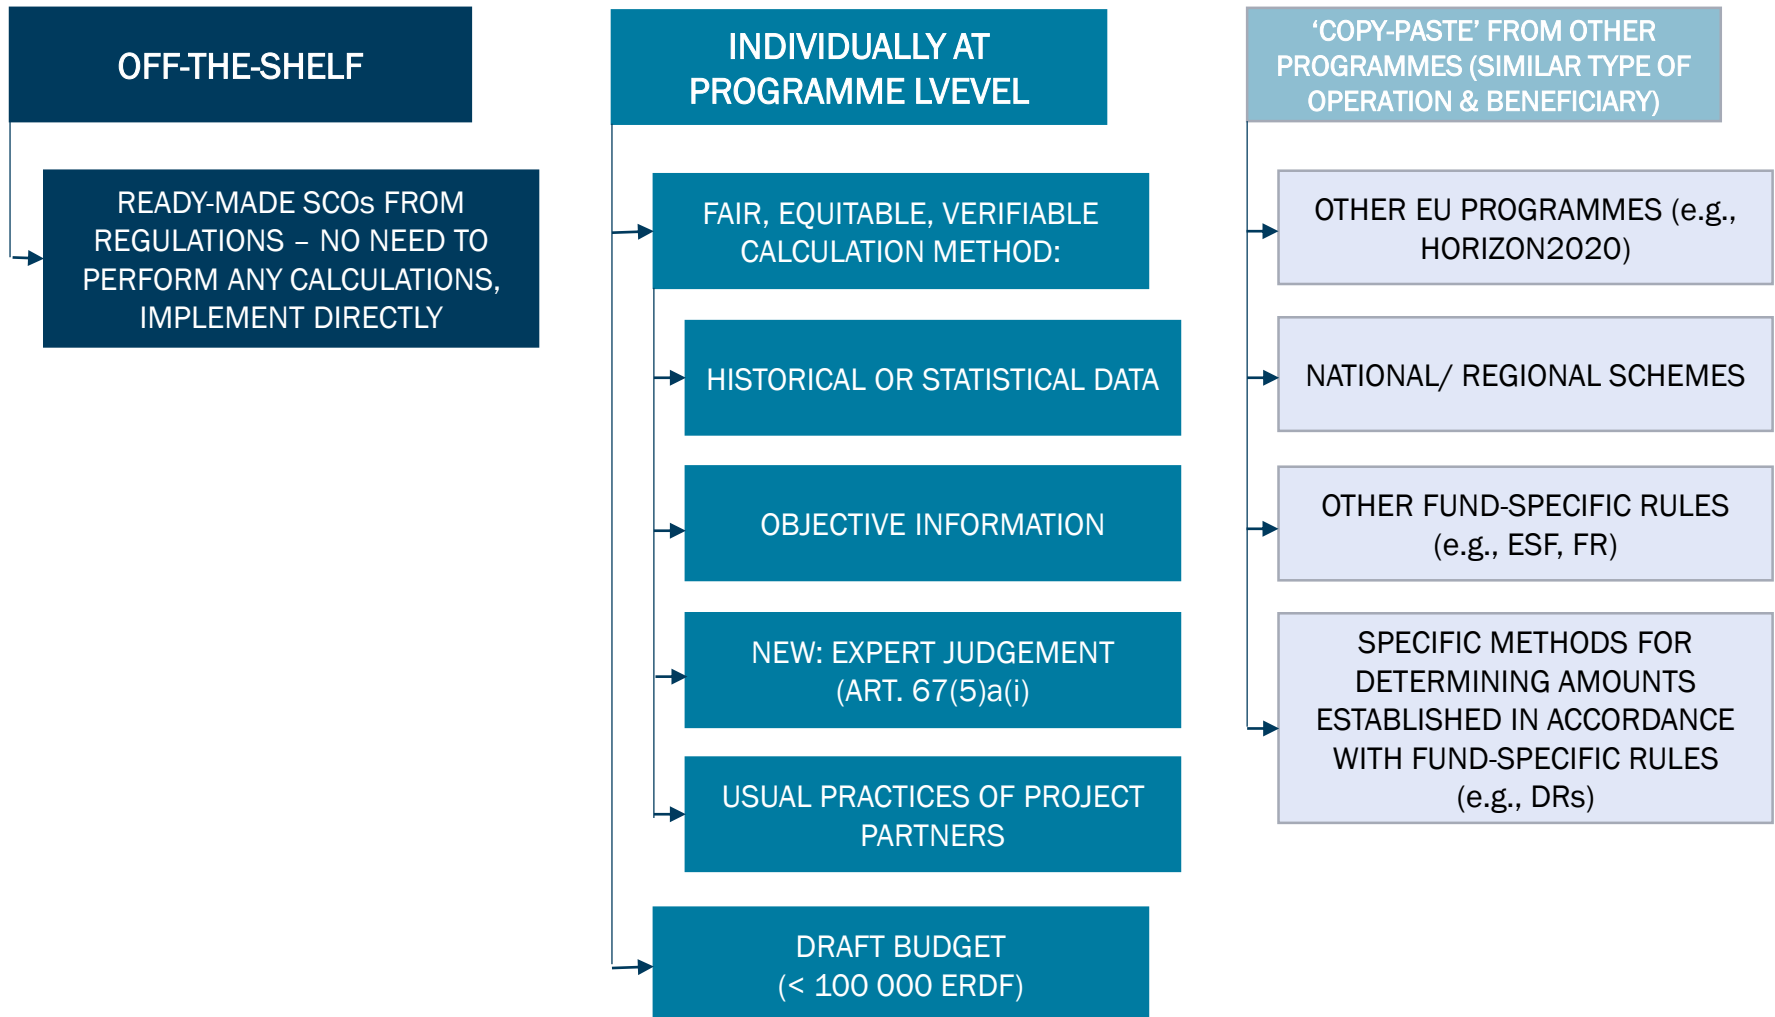 OFF-THE-SHELF
READY-MADE SCOs FROM
REGULATIONS – NO NEED TO
PERFORM ANY CALCULATIONS,
IMPLEMENT DIRECTLY
INDIVIDUALLY AT
PROGRAMME LVEVEL
FAIR, EQUITABLE, VERIFIABLE
CALCULATION METHOD:
HISTORICAL OR STATISTICAL DATA
OBJECTIVE INFORMATION
NEW: EXPERT JUDGEMENT
(ART. 67(5)a(i)
USUAL PRACTICES OF PROJECT
PARTNERS
DRAFT BUDGET
(< 100 000 ERDF)
‘COPY-PASTE’ FROM OTHER
PROGRAMMES (SIMILAR TYPE OF
OPERATION & BENEFICIARY)
OTHER EU PROGRAMMES (e.g.,
HORIZON2020)
NATIONAL/ REGIONAL SCHEMES
OTHER FUND-SPECIFIC RULES
(e.g., ESF, FR)
SPECIFIC METHODS FOR
DETERMINING AMOUNTS
ESTABLISHED IN ACCORDANCE
WITH FUND-SPECIFIC RULES
(e.g., DRs)